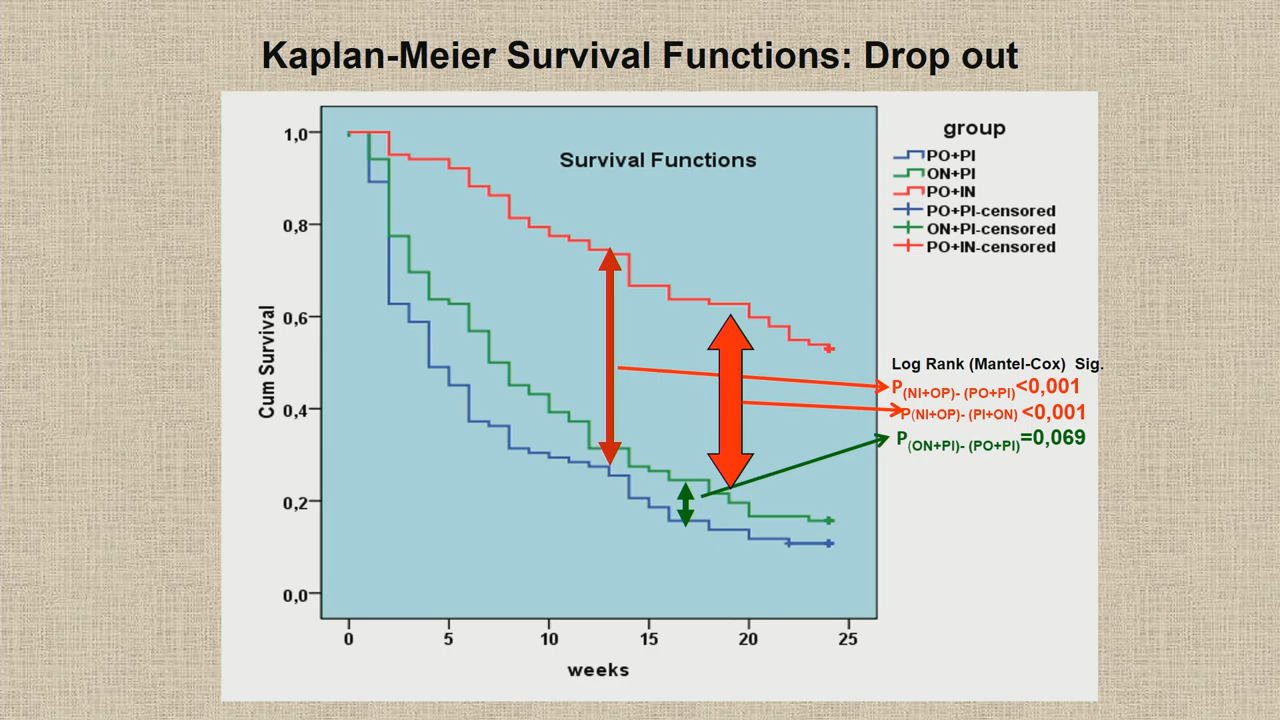 Kaplan-Meier Survival Functions: Drop out
Survival Functions
group
PO+PI
ON+PI
PO+IN
PO+PI-censored
ON+PI-censored
PO+IN-censored
1,0
0,8
0,6
0,4
0,2
0,0
Cum Survival
0 5 10 15 20 25
weeks
Log Rank (Mantel-Cox) Sig.
P(NI+OP)- (PO+PI)<0,001
P(NI+OP)- (PI+ON) <0,001
P(ON+PI)- (PO+PI)=0,069